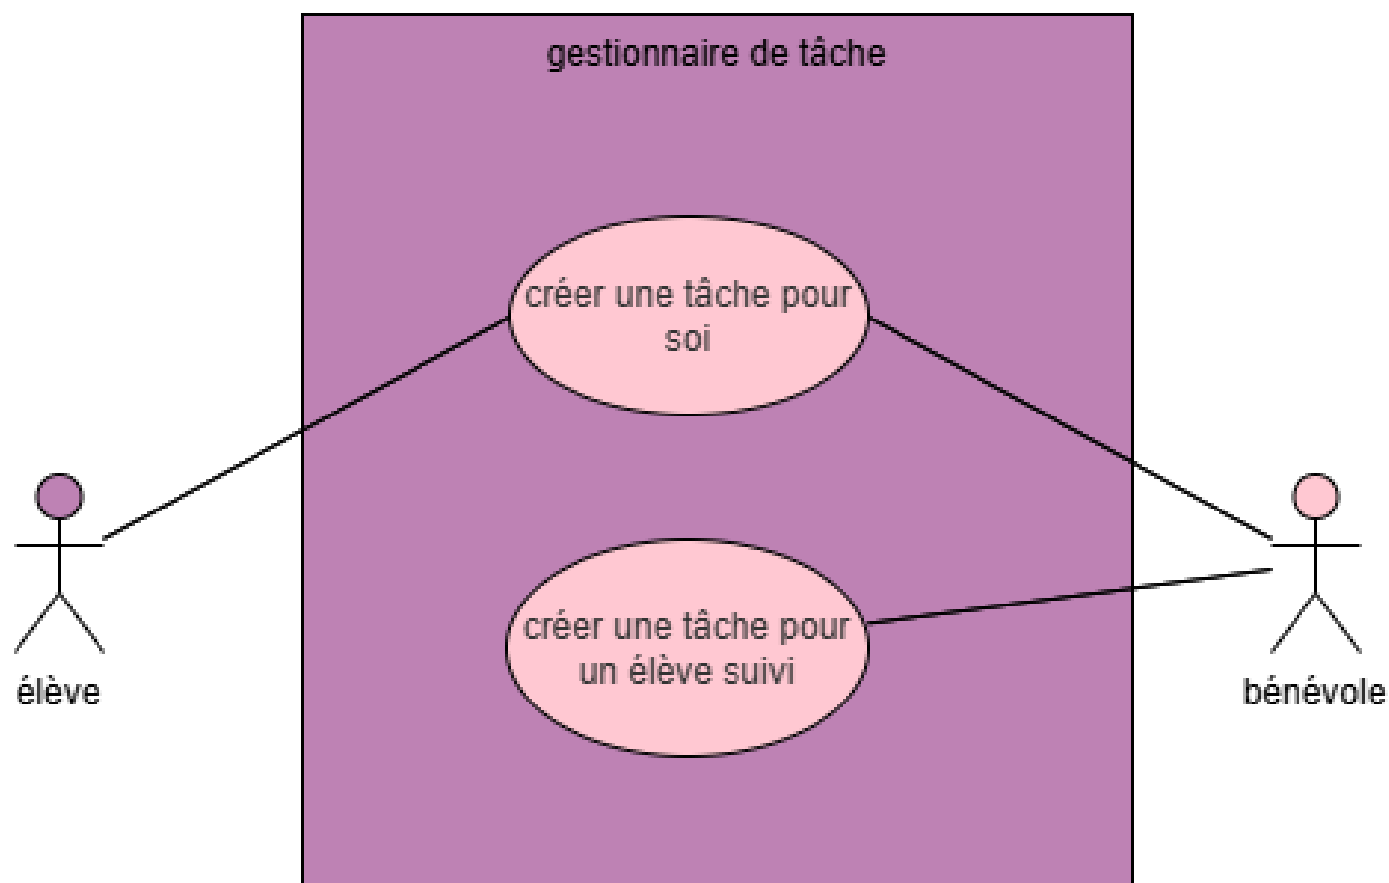 gestionnaire de tâche
créer une tâche pour
soi
créer une tâche pour
un élève suivi
élève
bénévole